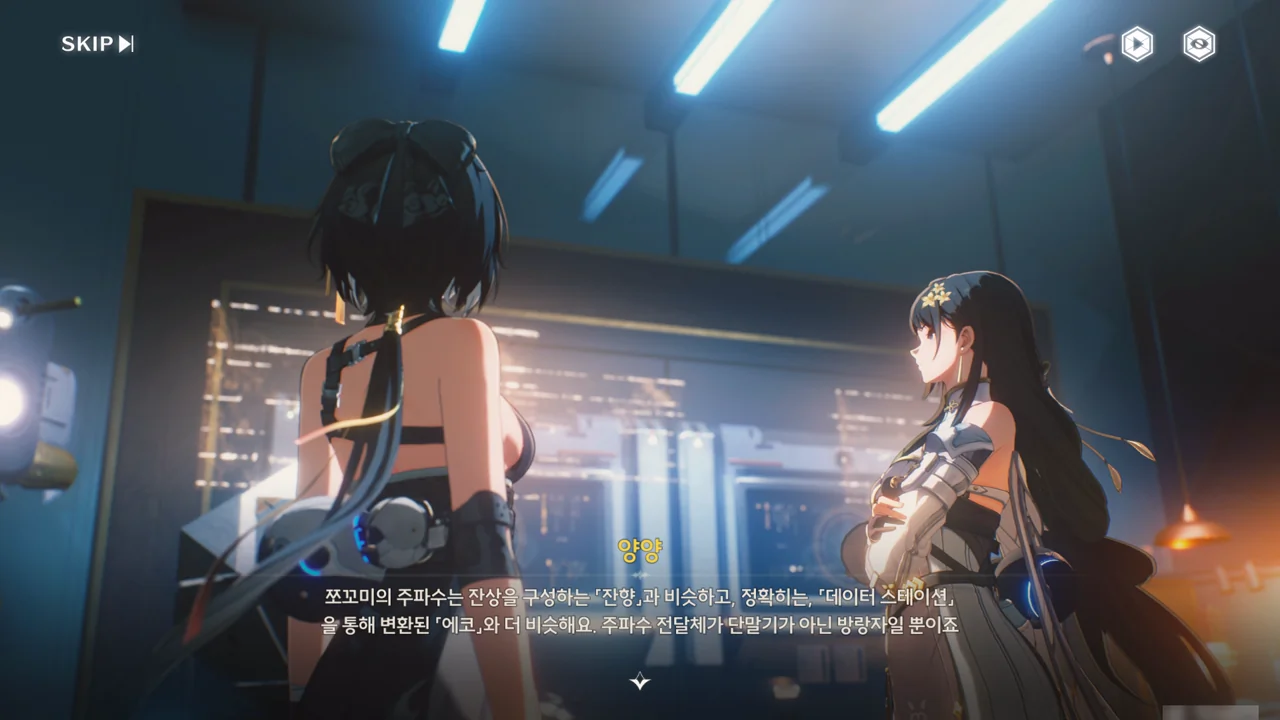 SKIP
양양
쪼꼬미의 주파수는 잔상을 구성하는 「잔향」과 비슷하고, 정확히는, 「데이터 스테이션」
을 통해 변환된 「에코」와 더 비슷해요. 주파수 전달체가 단말기가 아닌 방랑자일 뿐이죠